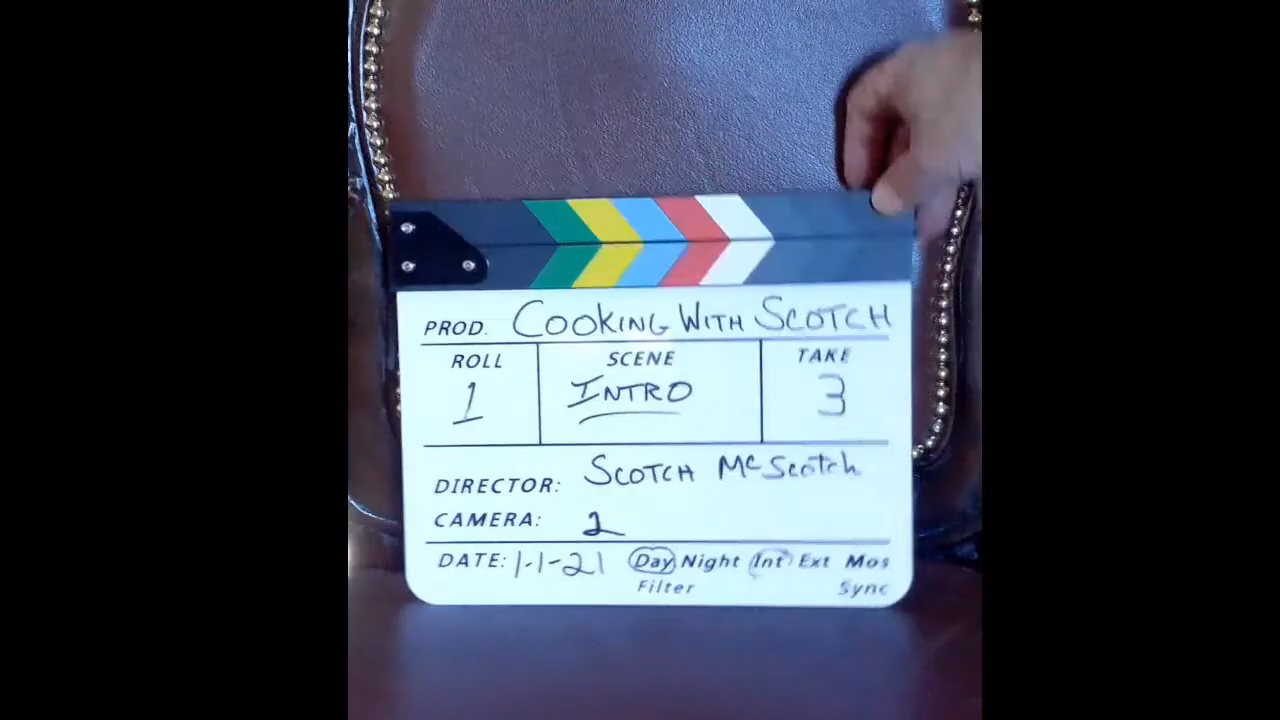 PROD. COOKING WITH SCOTCH
ROLL SCENE TAKE
1 INTRO 3
DIRECTOR: SCOTCH McScotch
CAMERA: 2
DATE: 1-1-21 Day Night Int Ext Mos
Filter Sync